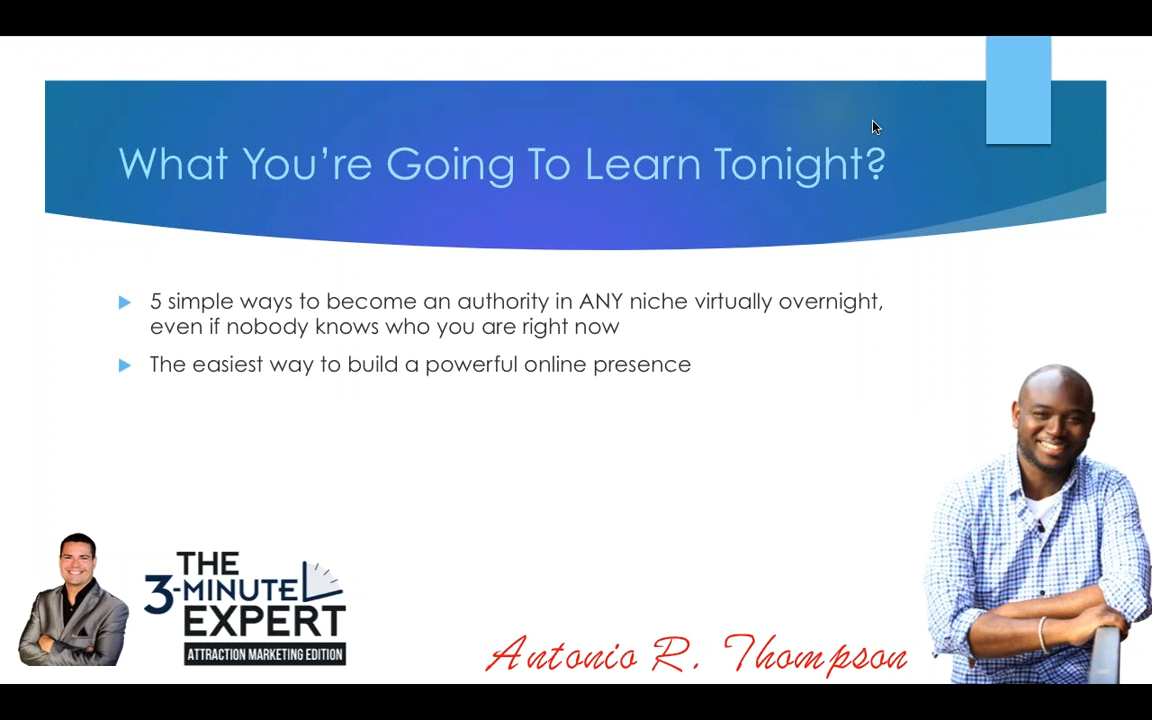 What You’re Going To Learn Tonight?
5 simple ways to become an authority in ANY niche virtually overnight,
even if nobody knows who you are right now
The easiest way to build a powerful online presence
THE
3-MINUTE
EXPERT
ATTRACTION MARKETING EDITION
Antonio R. Thompson